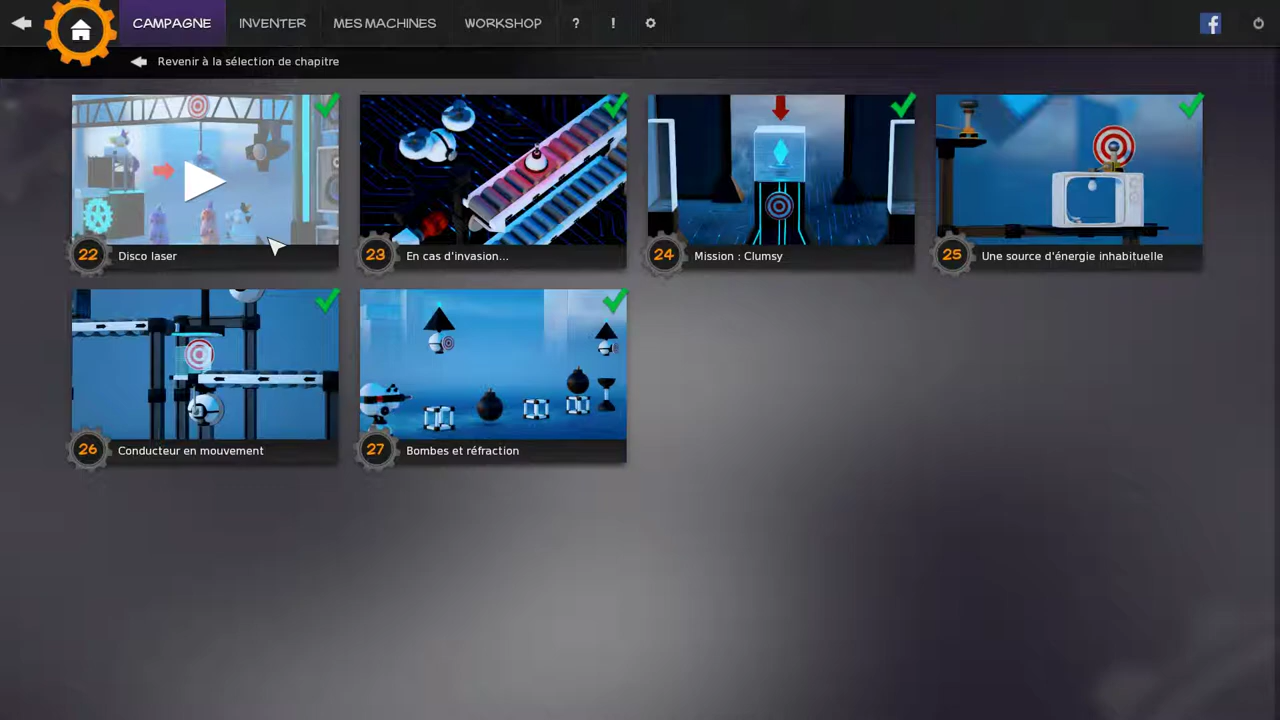 CAMPAGNE INVENTER MES MACHINES WORKSHOP ? !
Revenir à la sélection de chapitre
22 Disco laser
23 En cas d'invasion...
24 Mission : Clumsy
25 Une source d'énergie inhabituelle
26 Conducteur en mouvement
27 Bombes et réfraction